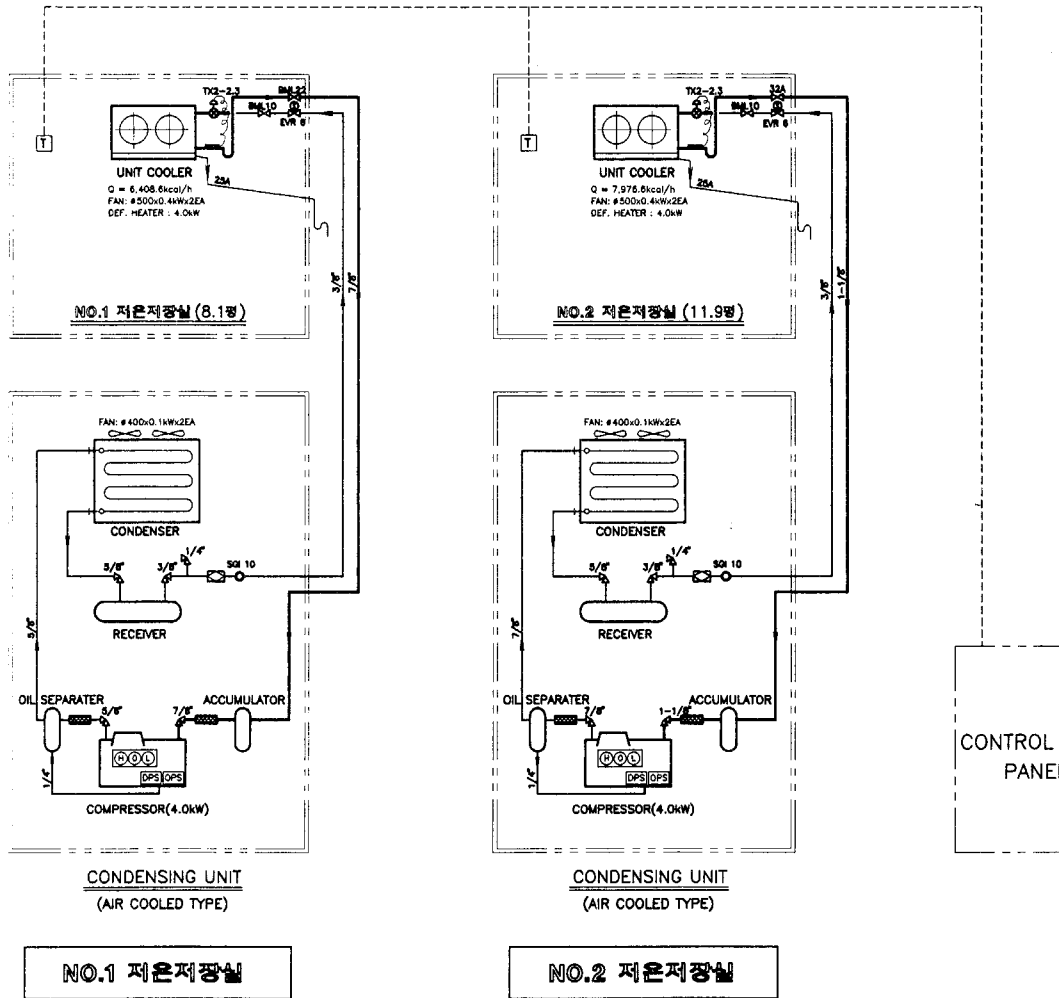 TX2-2,3
BML22
BML10
EVR 6
T
UNIT COOLER
25A
Q = 6,408.6kcal/h
FAN: ø500x0.4kWx2EA
DEF. HEATER : 4.0kW
3/8"
7/8"
NO.1 저온저장실 (8.1평)
TX2-2,3
32A
BML10
EVR 6
T
UNIT COOLER
25A
Q = 7,976.6kcal/h
FAN: ø500x0.4kWx2EA
DEF. HEATER : 4.0kW
3/8"
1-1/8"
NO.2 저온저장실 (11.9평)
FAN: ø400x0.1kWx2EA
CONDENSER
1/4"
5/8"
3/8"
SGI 10
RECEIVER
5/8"
OIL SEPARATER
ACCUMULATOR
5/8"
7/8"
H O L
DPS OPS
1/4"
COMPRESSOR(4.0kW)
CONDENSING UNIT
(AIR COOLED TYPE)
NO.1 저온저장실
FAN: ø400x0.1kWx2EA
CONDENSER
1/4"
5/8"
3/8"
SGI 10
RECEIVER
7/8"
OIL SEPARATER
ACCUMULATOR
7/8"
1-1/8"
H O L
DPS OPS
1/4"
COMPRESSOR(4.0kW)
CONDENSING UNIT
(AIR COOLED TYPE)
NO.2 저온저장실
CONTROL
PANE